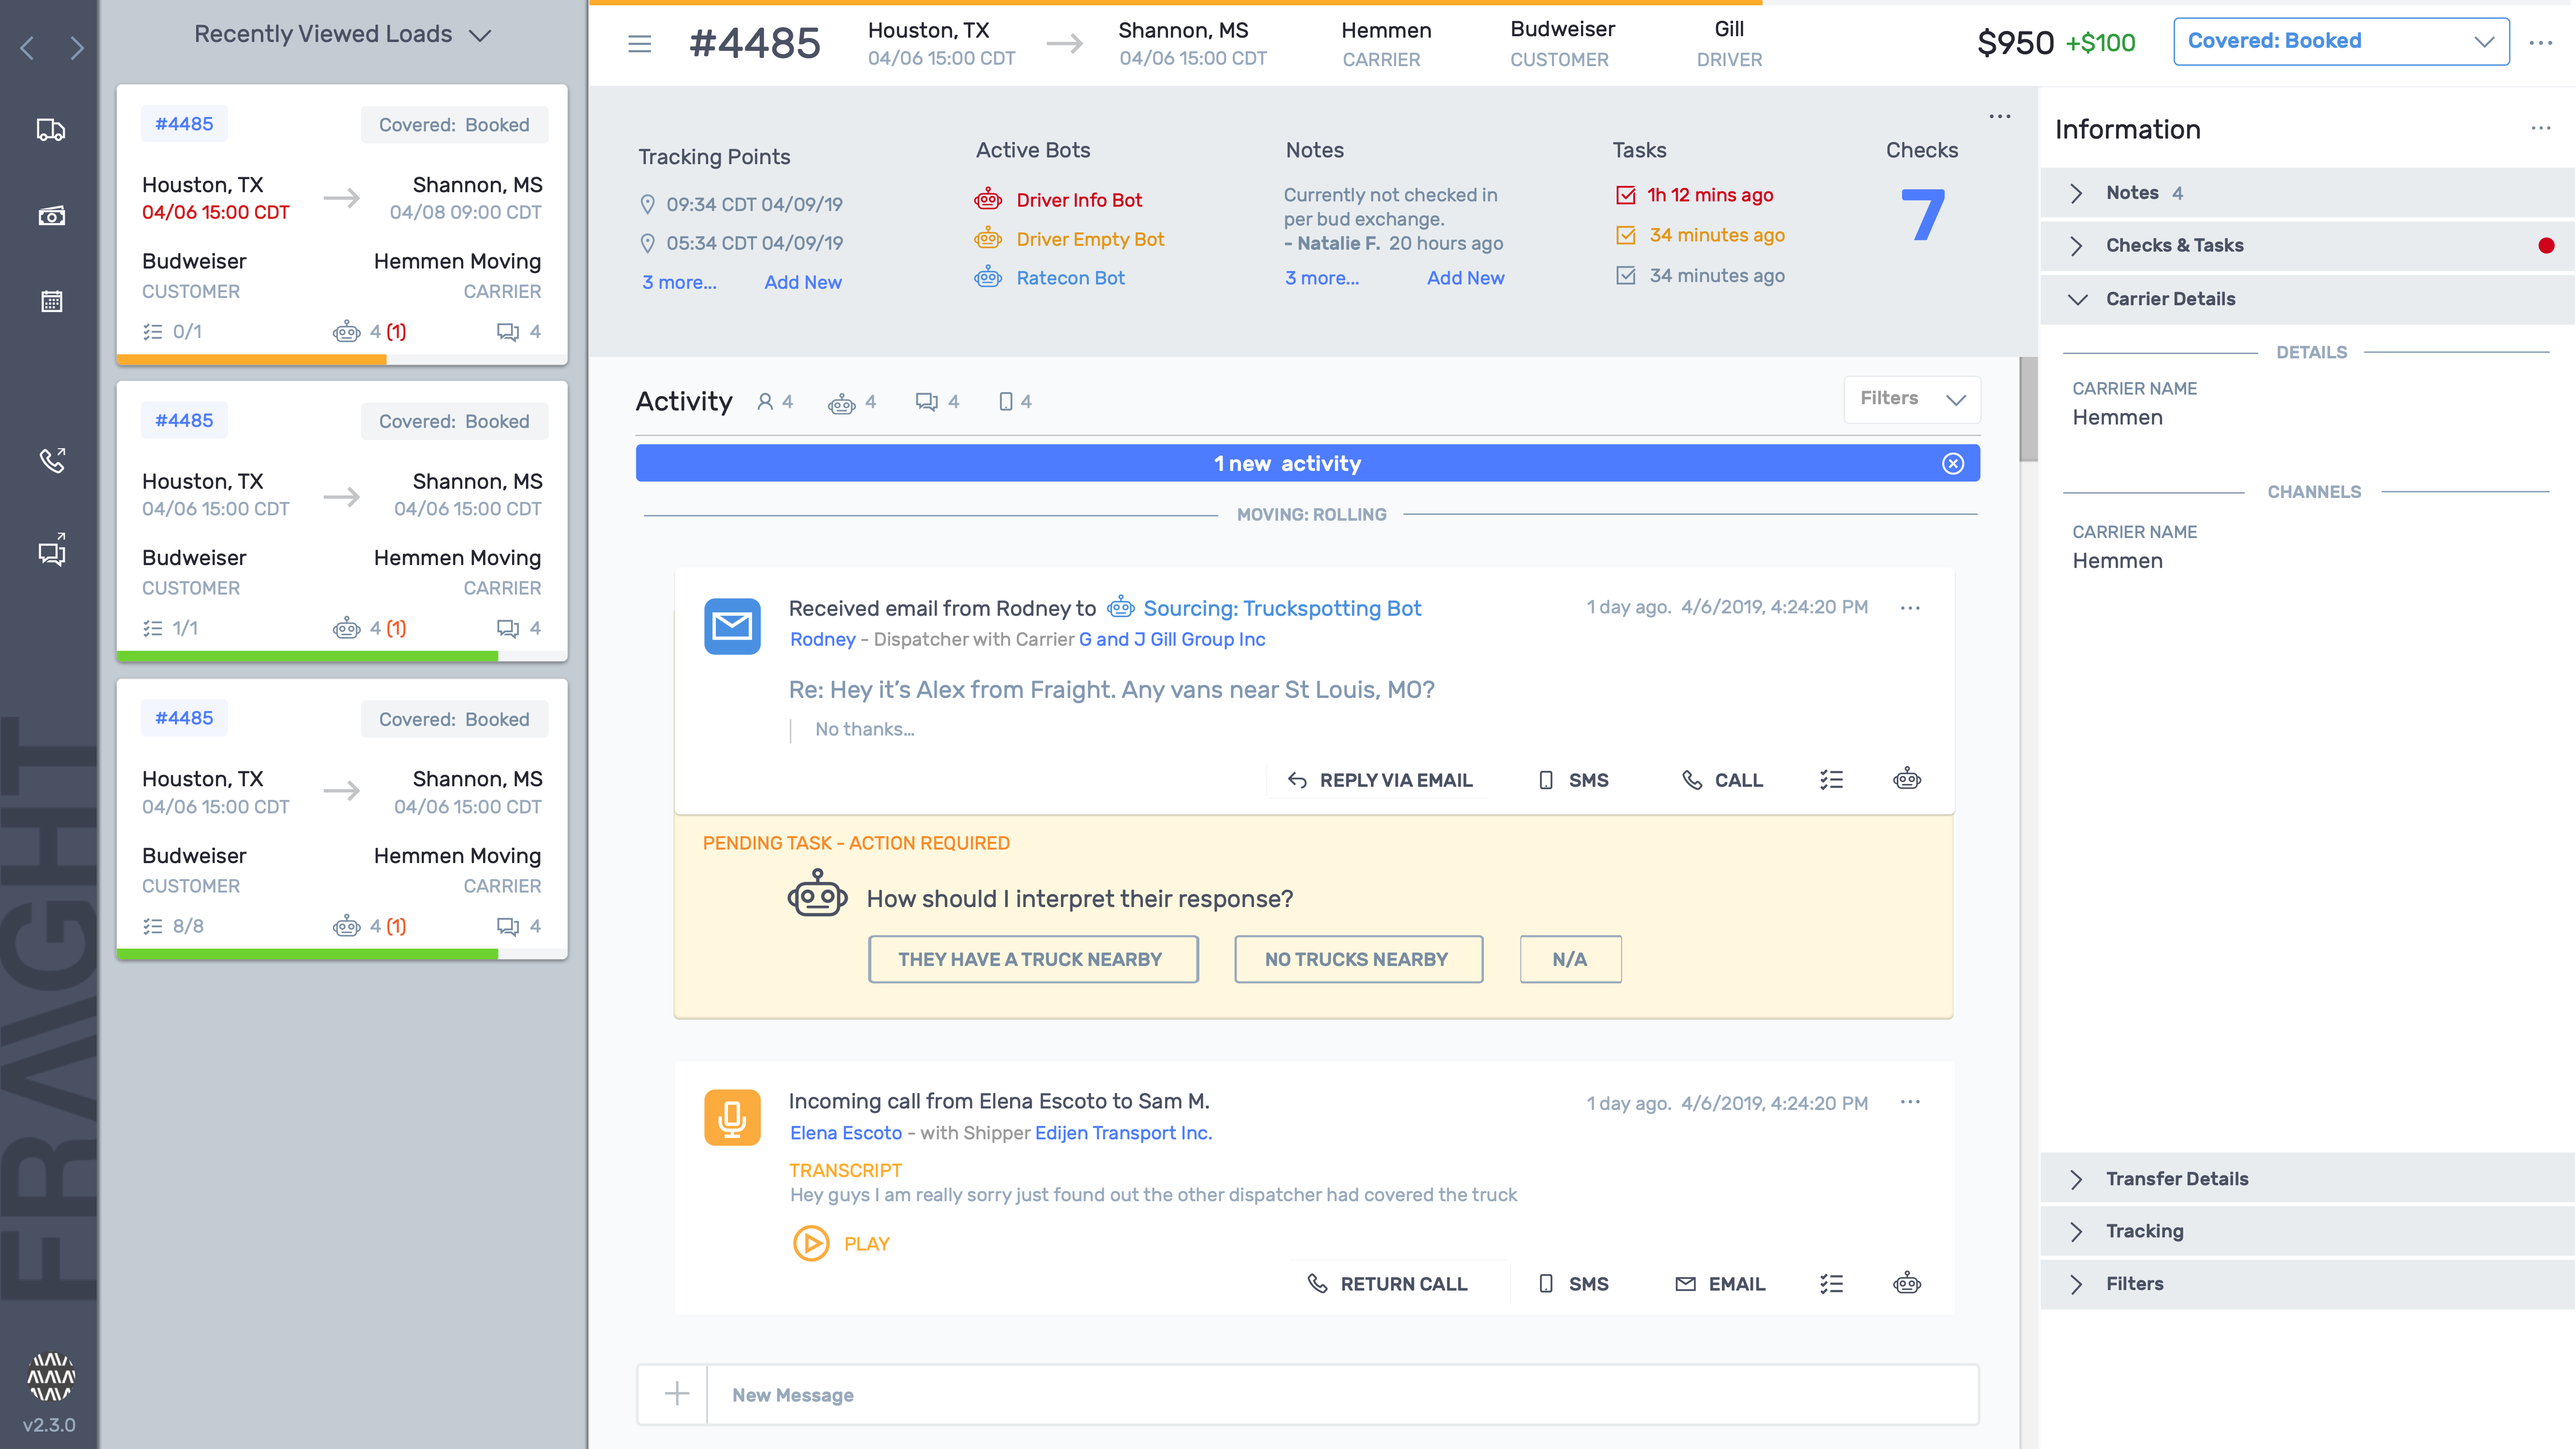 Recently Viewed Loads
#4485
Covered: Booked
Houston, TX
04/06 15:00 CDT
Shannon, MS
04/08 09:00 CDT
Budweiser
CUSTOMER
Hemmen Moving
CARRIER
0/1
4 (1)
4
#4485
Covered: Booked
Houston, TX
04/06 15:00 CDT
Shannon, MS
04/06 15:00 CDT
Budweiser
CUSTOMER
Hemmen Moving
CARRIER
1/1
4 (1)
4
#4485
Covered: Booked
Houston, TX
04/06 15:00 CDT
Shannon, MS
04/06 15:00 CDT
Budweiser
CUSTOMER
Hemmen Moving
CARRIER
8/8
4 (1)
4
FRAIGHT
v2.3.0
#4485
Houston, TX
04/06 15:00 CDT
Shannon, MS
04/06 15:00 CDT
Hemmen
CARRIER
Budweiser
CUSTOMER
Gill
DRIVER
$950 +$100
Covered: Booked
Tracking Points
09:34 CDT 04/09/19
05:34 CDT 04/09/19
3 more... Add New
Active Bots
Driver Info Bot
Driver Empty Bot
Ratecon Bot
Notes
Currently not checked in
per bud exchange.
- Natalie F. 20 hours ago
3 more... Add New
Tasks
1h 12 mins ago
34 minutes ago
34 minutes ago
Checks
7
Activity 4 4 4 4
Filters
1 new activity
MOVING: ROLLING
Received email from Rodney to Sourcing: Truckspotting Bot
1 day ago. 4/6/2019, 4:24:20 PM
Rodney - Dispatcher with Carrier G and J Gill Group Inc
Re: Hey it’s Alex from Fraight. Any vans near St Louis, MO?
No thanks...
REPLY VIA EMAIL SMS CALL
PENDING TASK - ACTION REQUIRED
How should I interpret their response?
THEY HAVE A TRUCK NEARBY NO TRUCKS NEARBY N/A
Incoming call from Elena Escoto to Sam M.
1 day ago. 4/6/2019, 4:24:20 PM
Elena Escoto - with Shipper Edijen Transport Inc.
TRANSCRIPT
Hey guys I am really sorry just found out the other dispatcher had covered the truck
PLAY
RETURN CALL SMS EMAIL
New Message
Information
Notes 4
Checks & Tasks
Carrier Details
DETAILS
CARRIER NAME
Hemmen
CHANNELS
CARRIER NAME
Hemmen
Transfer Details
Tracking
Filters